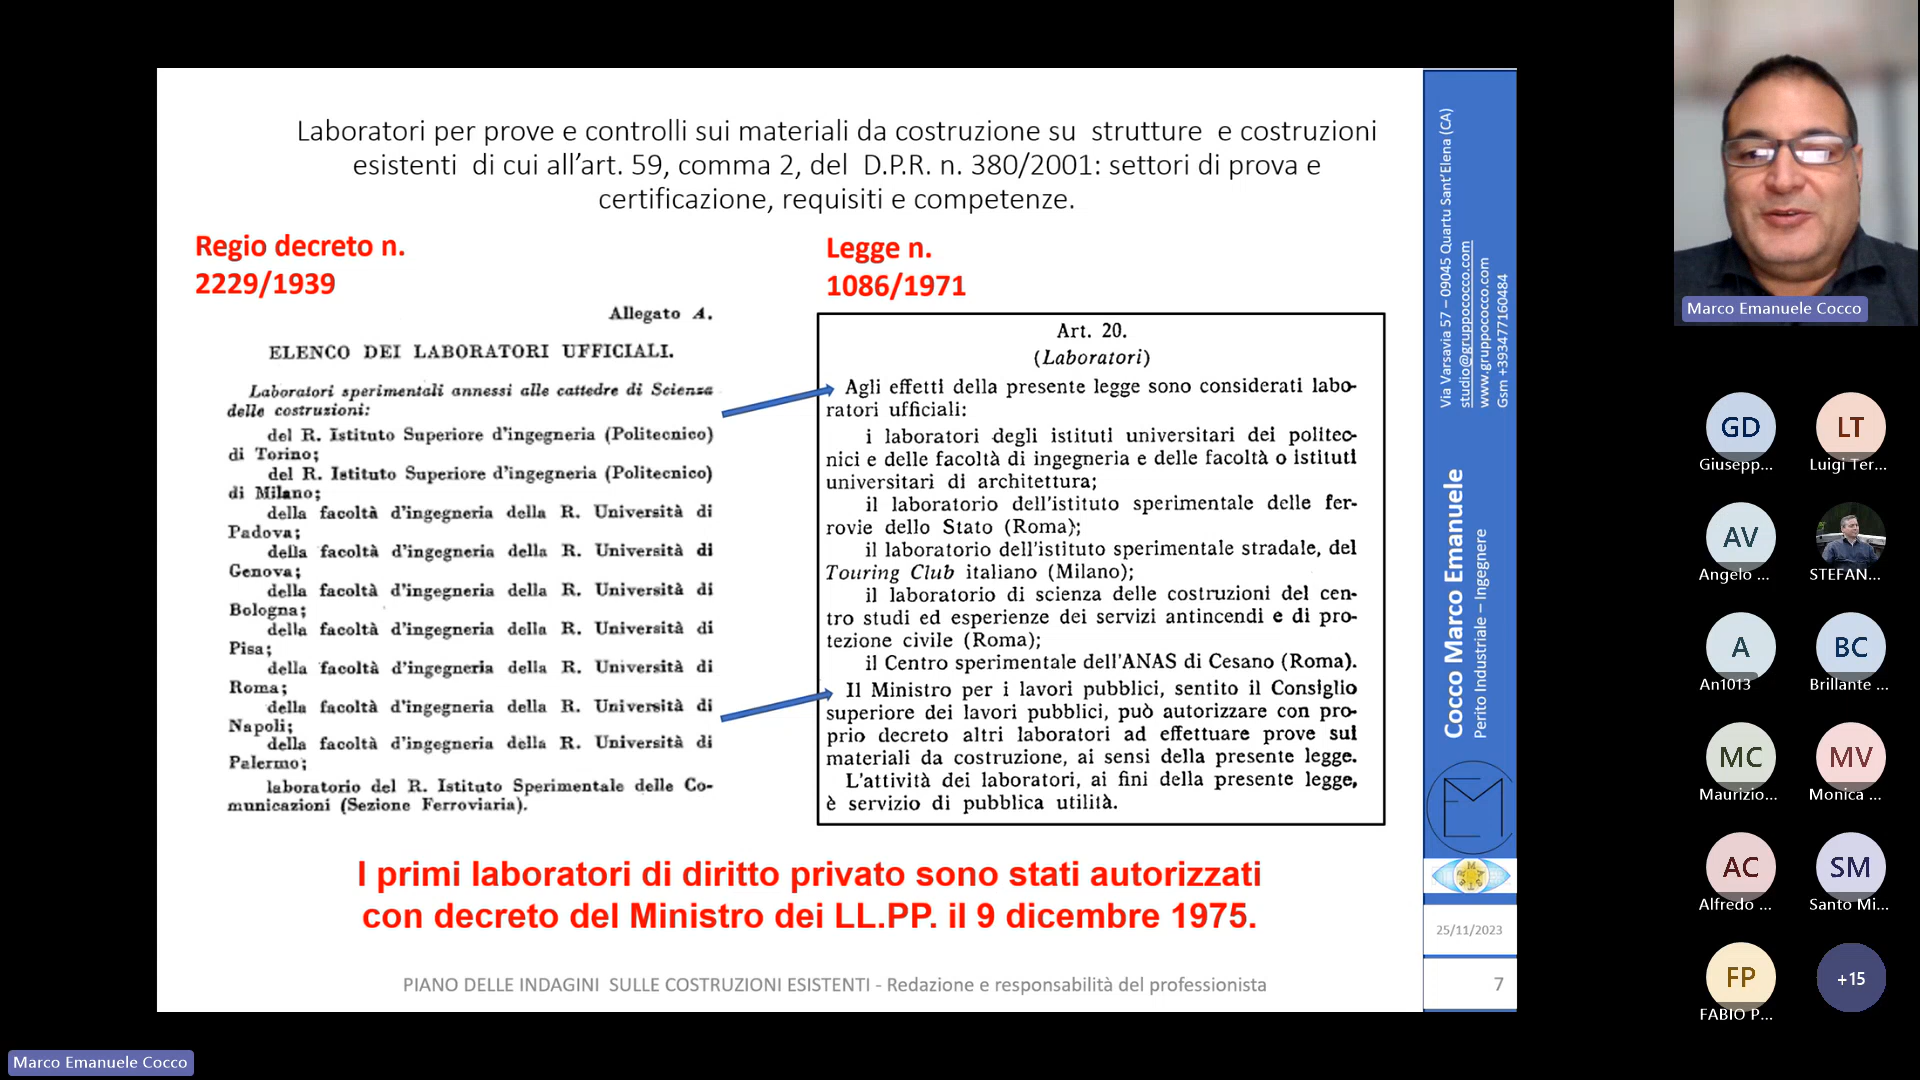 Laboratori per prove e controlli sui materiali da costruzione su strutture e costruzioni
esistenti di cui all'art. 59, comma 2, del D.P.R. n. 380/2001: settori di prova e
certificazione, requisiti e competenze.
Regio decreto n.
2229/1939
Allegato A.
ELENCO DEI LABORATORI UFFICIALI.
Laboratori sperimentali annessi alle cattedre di Scienza
delle costruzioni:
del R. Istituto Superiore d'ingegneria (Politecnico)
di Torino;
del R. Istituto Superiore d'ingegneria (Politecnico)
di Milano;
della facoltà d'ingegneria della R. Università di
Padova;
della facoltà d'ingegneria della R. Università di
Genova;
della facoltà d'ingegneria della R. Università di
Bologna;
della facoltà d'ingegneria della R. Università di
Pisa;
della facoltà d'ingegneria della R. Università di
Roma;
della facoltà d'ingegneria della R. Università di
Napoli;
della facoltà d'ingegneria della R. Università di
Palermo;
laboratorio del R. Istituto Sperimentale delle Co-
municazioni (Sezione Ferroviaria).
Legge n.
1086/1971
Art. 20.
(Laboratori)
Agli effetti della presente legge sono considerati labo-
ratori ufficiali:
i laboratori degli istituti universitari dei politec-
nici e delle facoltà di ingegneria e delle facoltà o istituti
universitari di architettura;
il laboratorio dell'istituto sperimentale delle fer-
rovie dello Stato (Roma);
il laboratorio dell'istituto sperimentale stradale, del
Touring Club italiano (Milano);
il laboratorio di scienza delle costruzioni del cen-
tro studi ed esperienze dei servizi antincendi e di pro-
tezione civile (Roma);
il Centro sperimentale dell'ANAS di Cesano (Roma).
Il Ministro per i lavori pubblici, sentito il Consiglio
superiore dei lavori pubblici, può autorizzare con pro-
prio decreto altri laboratori ad effettuare prove sui
materiali da costruzione, ai sensi della presente legge.
L'attività dei laboratori, ai fini della presente legge,
è servizio di pubblica utilità.
I primi laboratori di diritto privato sono stati autorizzati
con decreto del Ministro dei LL.PP. il 9 dicembre 1975.
PIANO DELLE INDAGINI SULLE COSTRUZIONI ESISTENTI - Redazione e responsabilità del professionista
Via Varsavia 57 – 09045 Quartu Sant'Elena (CA)
studio@gruppococco.com
www.gruppococco.com
Gsm +393477160484
Cocco Marco Emanuele
Perito Industriale – Ingegnere
25/11/2023
7
Marco Emanuele Cocco
GD
Giusepp...
LT
Luigi Ter...
AV
Angelo ...
STEFAN...
A
An1013
BC
Brillante ...
MC
Maurizio...
MV
Monica ...
AC
Alfredo ...
SM
Santo Mi...
FP
FABIO P...
+15
Marco Emanuele Cocco